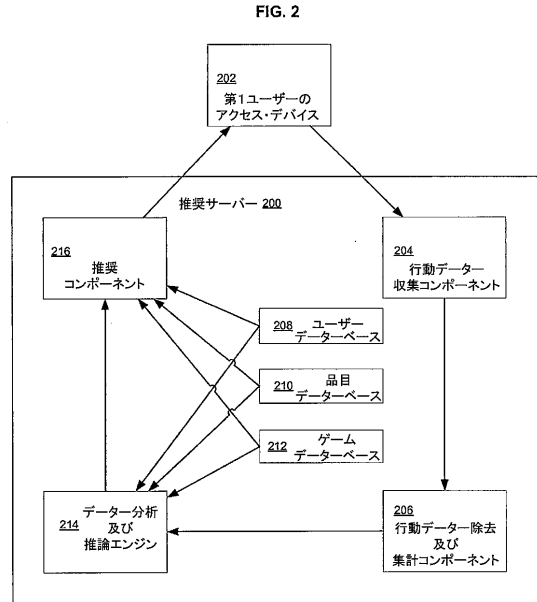 FIG. 2
202
第1ユーザーの
アクセス・デバイス
推奨サーバー 200
216
推奨
コンポーネント
204
行動データー
収集コンポーネント
208 ユーザー
データーベース
210 品目
データーベース
212 ゲーム
データーベース
データー分析
214 及び
推論エンジン
206
行動データー除去
及び
集計コンポーネント